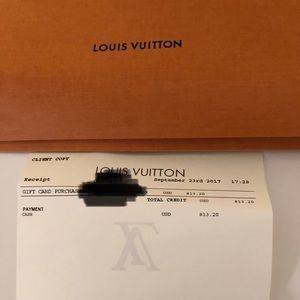 LOUIS VUITTON
CLIENT COPY
LOUIS VUITTON
Receipt September 23rd 2017 17:28
GIFT CARD PURCHAS USD 813.20
TOTAL CREDIT USD 813.20
PAYMENT
CASH USD 813.20